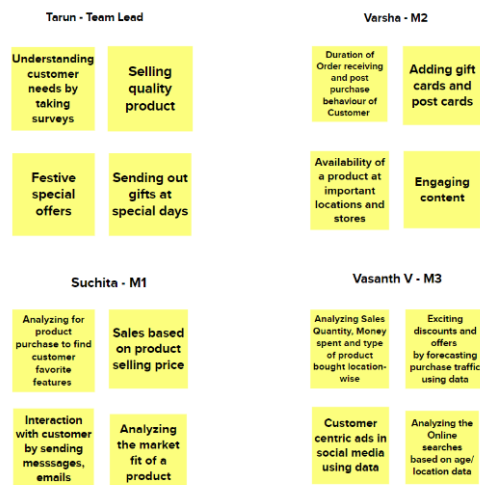 Tarun - Team Lead
Understanding
customer
needs by
taking
surveys
Selling
quality
product
Festive
special
offers
Sending out
gifts at
special days
Varsha - M2
Duration of
Order receiving
and post
purchase
behaviour of
Customer
Adding gift
cards and
post cards
Availability of
a product at
important
locations and
stores
Engaging
content
Suchita - M1
Analyzing for
product
purchase to find
customer
favorite
features
Sales based
on product
selling price
Interaction
with customer
by sending
messsages,
emails
Analyzing
the market
fit of a
product
Vasanth V - M3
Analyzing Sales
Quantity, Money
spent and type
of product
bought location-
wise
Exciting
discounts and
offers
by forecasting
purchase traffic
using data
Customer
centric ads in
social media
using data
Analyzing the
Online
searches
based on age/
location data